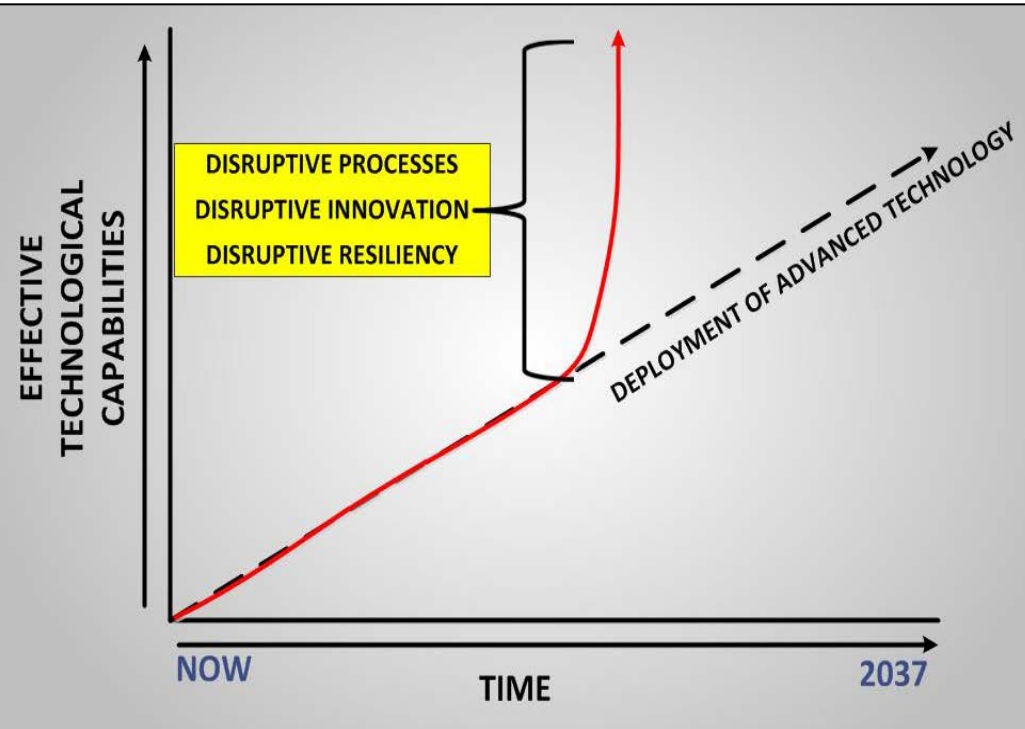 EFFECTIVE
TECHNOLOGICAL
CAPABILITIES
DISRUPTIVE PROCESSES
DISRUPTIVE INNOVATION
DISRUPTIVE RESILIENCY
DEPLOYMENT OF ADVANCED TECHNOLOGY
NOW
TIME
2037